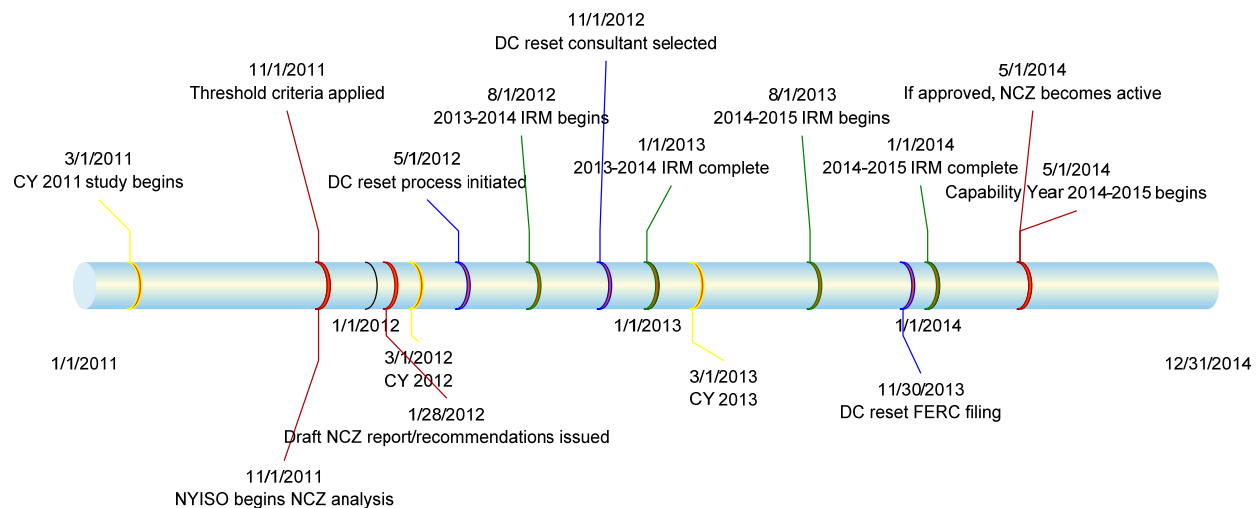 11/1/2012
DC reset consultant selected
11/1/2011
Threshold criteria applied
5/1/2014
If approved, NCZ becomes active
8/1/2012
2013-2014 IRM begins
8/1/2013
2014-2015 IRM begins
3/1/2011
CY 2011 study begins
5/1/2012
DC reset process initiated
1/1/2013
2013-2014 IRM complete
1/1/2014
2014-2015 IRM complete
5/1/2014
Capability Year 2014-2015 begins
1/1/2012
1/1/2013
1/1/2014
1/1/2011
12/31/2014
3/1/2012
CY 2012
3/1/2013
CY 2013
11/30/2013
DC reset FERC filing
1/28/2012
Draft NCZ report/recommendations issued
11/1/2011
NYISO begins NCZ analysis